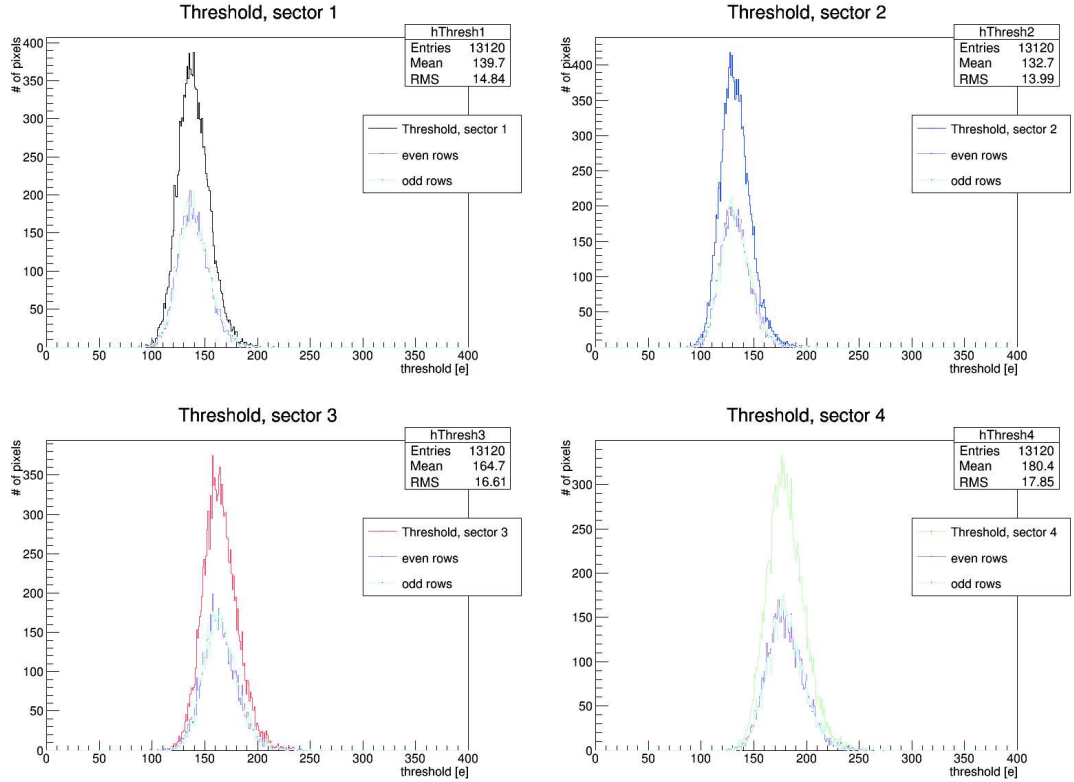 Threshold, sector 1
# of pixels
hThresh1
Entries 13120
Mean 139.7
RMS 14.84
Threshold, sector 1
even rows
odd rows
400
350
300
250
200
150
100
50
0
0 50 100 150 200 250 300 350 400
threshold [e]
Threshold, sector 2
# of pixels
hThresh2
Entries 13120
Mean 132.7
RMS 13.99
Threshold, sector 2
even rows
odd rows
400
350
300
250
200
150
100
50
0
0 50 100 150 200 250 300 350 400
threshold [e]
Threshold, sector 3
# of pixels
hThresh3
Entries 13120
Mean 164.7
RMS 16.61
Threshold, sector 3
even rows
odd rows
350
300
250
200
150
100
50
0
0 50 100 150 200 250 300 350 400
threshold [e]
Threshold, sector 4
# of pixels
hThresh4
Entries 13120
Mean 180.4
RMS 17.85
Threshold, sector 4
even rows
odd rows
300
250
200
150
100
50
0
0 50 100 150 200 250 300 350 400
threshold [e]